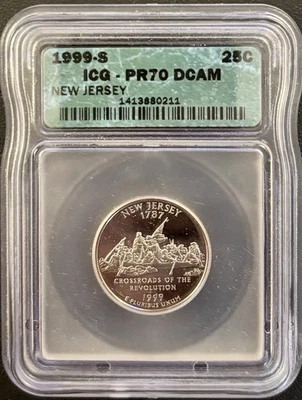 1999-S 25C
ICG - PR70 DCAM
NEW JERSEY
1413880211
NEW JERSEY
1787
CROSSROADS OF THE
REVOLUTION
1999
E PLURIBUS UNUM